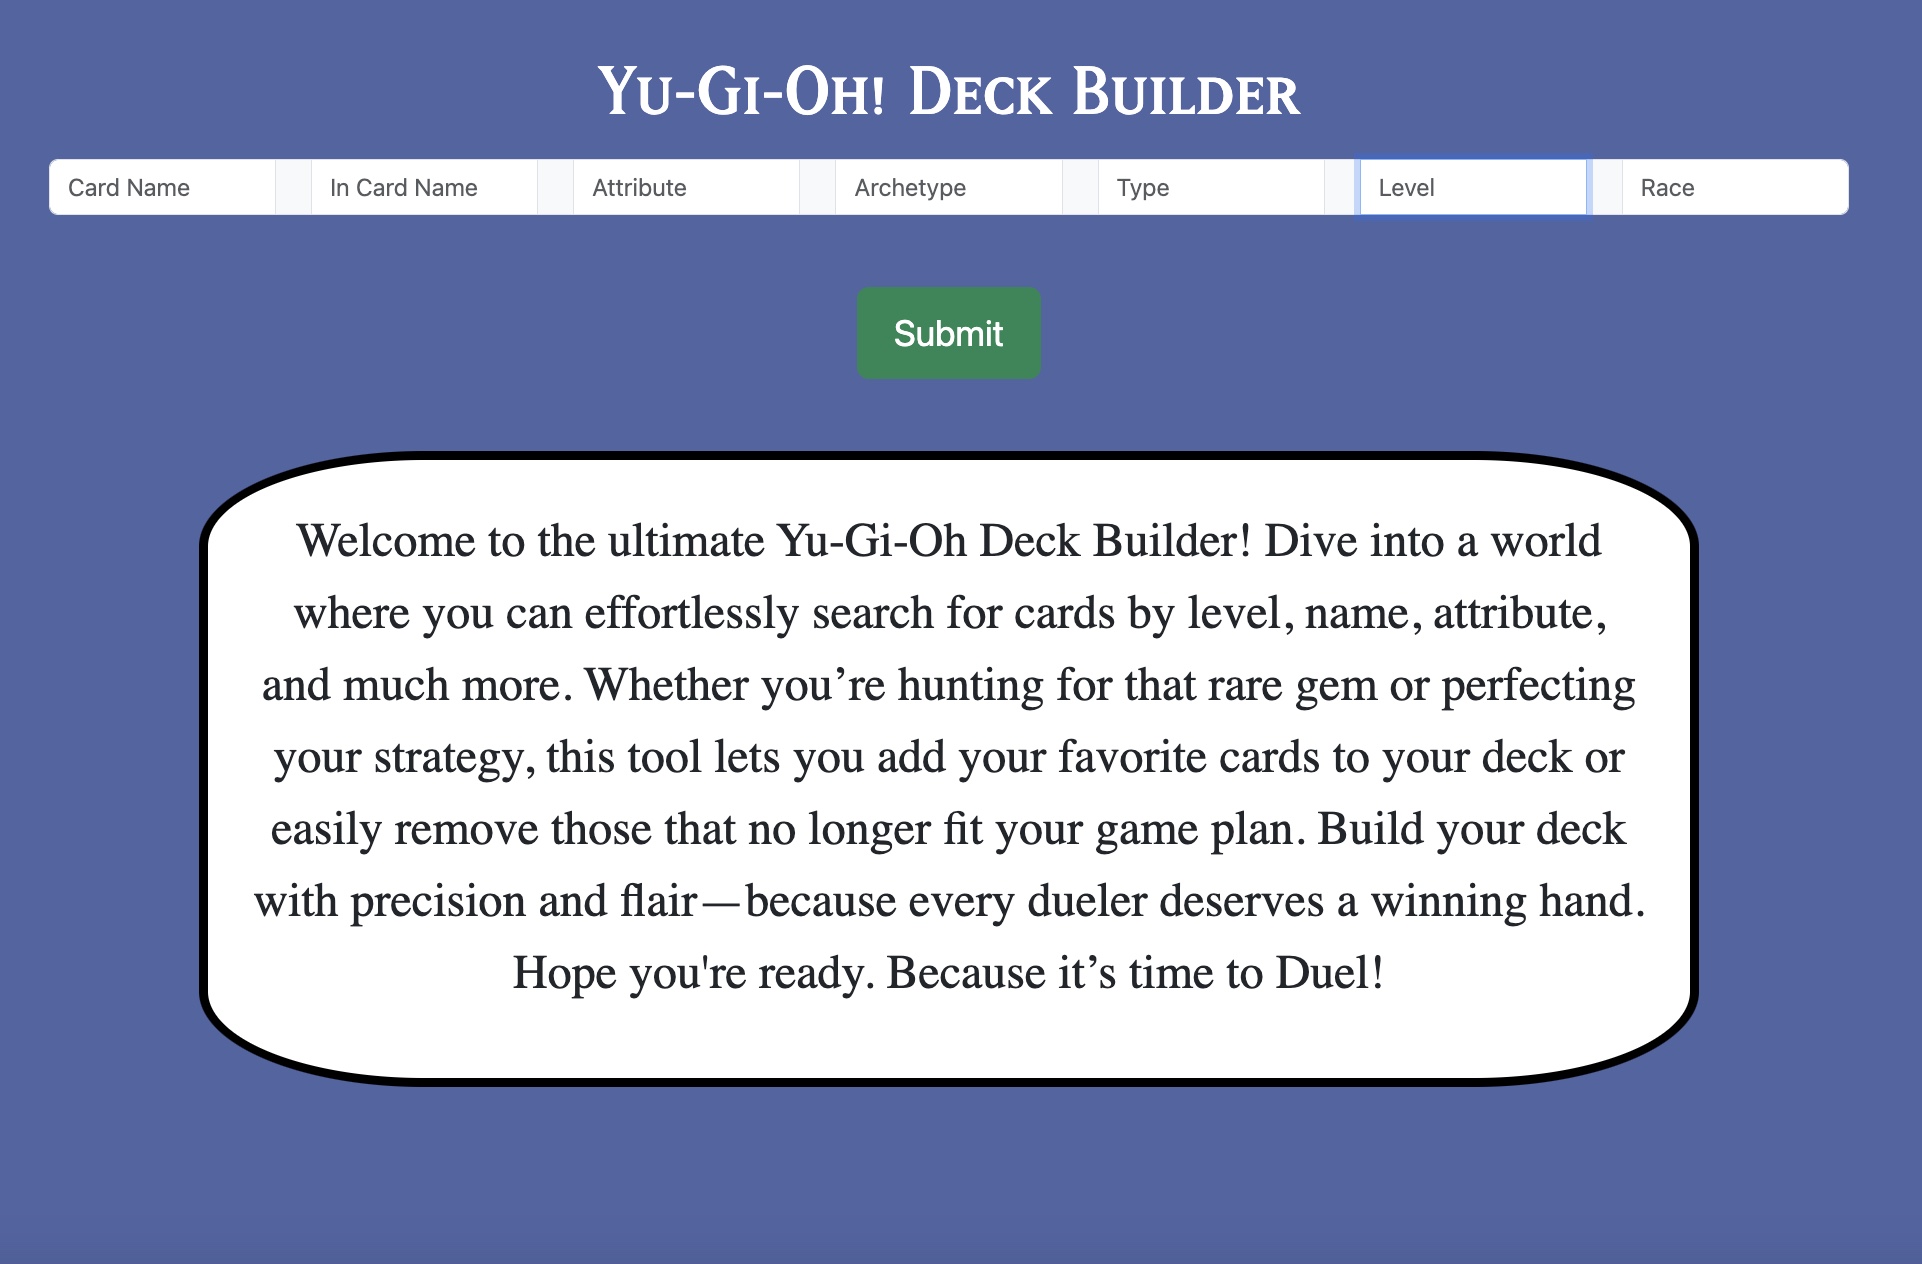 Yu-Gi-Oh! Deck Builder
Card Name In Card Name Attribute Archetype Type Level Race
Submit
Welcome to the ultimate Yu-Gi-Oh Deck Builder! Dive into a world
where you can effortlessly search for cards by level, name, attribute,
and much more. Whether you’re hunting for that rare gem or perfecting
your strategy, this tool lets you add your favorite cards to your deck or
easily remove those that no longer fit your game plan. Build your deck
with precision and flair—because every dueler deserves a winning hand.
Hope you're ready. Because it’s time to Duel!